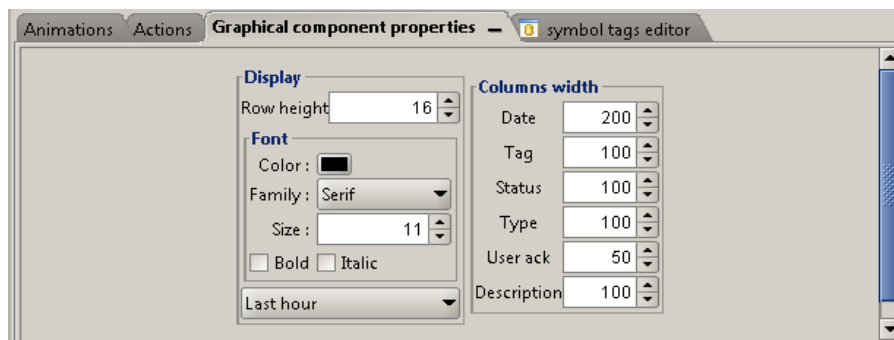 Animations Actions Graphical component properties symbol tags editor
Display
Row height 16
Font
Color :
Family : Serif
Size : 11
Bold Italic
Last hour
Columns width
Date 200
Tag 100
Status 100
Type 100
User ack 50
Description 100